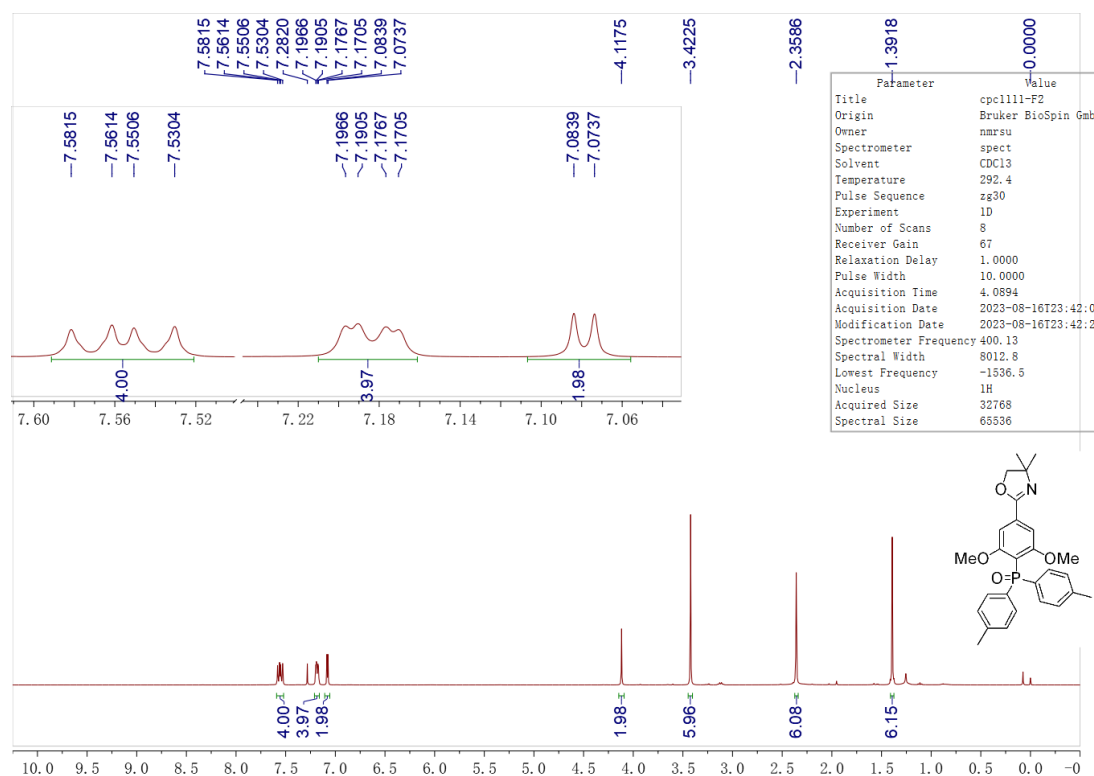 7.5815
7.5614
7.5506
7.5304
7.2820
7.1966
7.1905
7.1767
7.1705
7.0839
7.0737
4.1175
3.4225
2.3586
1.3918
0.0000
7.5815
7.5614
7.5506
7.5304
7.1966
7.1905
7.1767
7.1705
7.0839
7.0737
4.00
3.97
1.98
7.60 7.56 7.52 7.22 7.18 7.14 7.10 7.06
Parameter Value
Title cpc1111-F2
Origin Bruker BioSpin Gmb
Owner nmrsu
Spectrometer spect
Solvent CDCl3
Temperature 292.4
Pulse Sequence zg30
Experiment 1D
Number of Scans 8
Receiver Gain 67
Relaxation Delay 1.0000
Pulse Width 10.0000
Acquisition Time 4.0894
Acquisition Date 2023-08-16T23:42:0
Modification Date 2023-08-16T23:42:2
Spectrometer Frequency 400.13
Spectral Width 8012.8
Lowest Frequency -1536.5
Nucleus 1H
Acquired Size 32768
Spectral Size 65536
O N
MeO OMe
O=P
4.00
3.97
1.98
1.98
5.96
6.08
6.15
10.0 9.5 9.0 8.5 8.0 7.5 7.0 6.5 6.0 5.5 5.0 4.5 4.0 3.5 3.0 2.5 2.0 1.5 1.0 0.5 -0